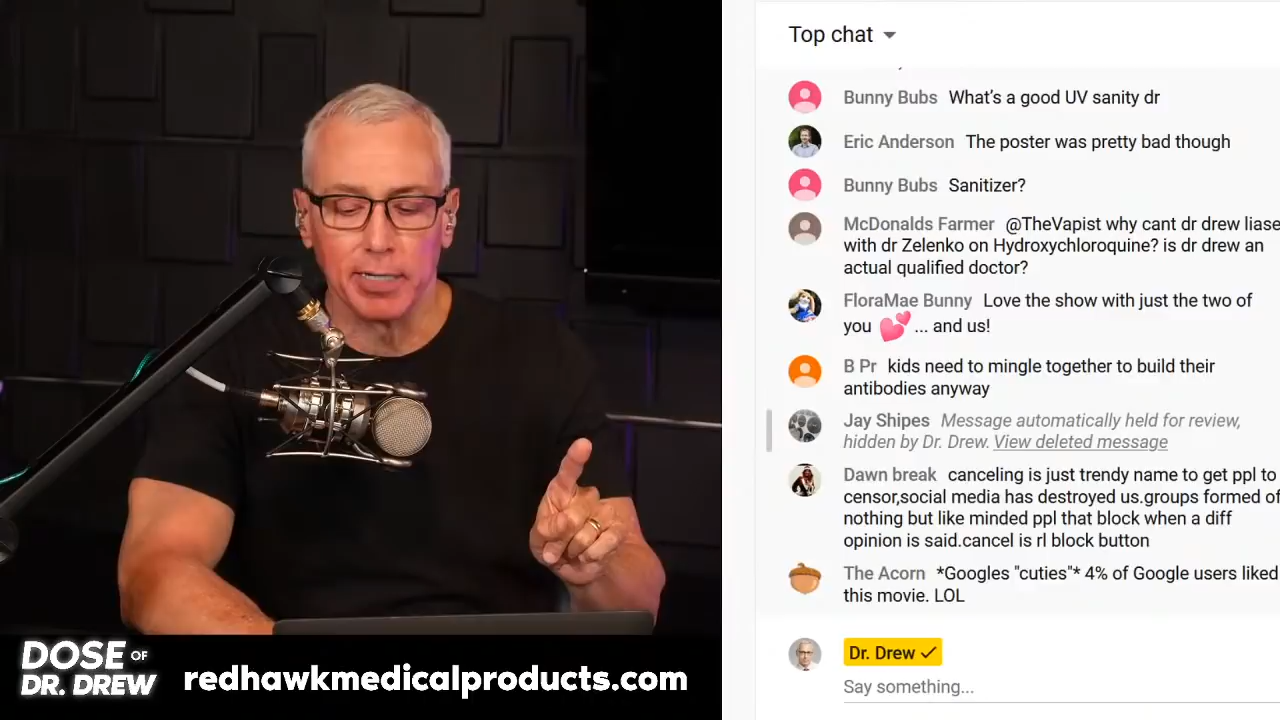 Top chat
Bunny Bubs What's a good UV sanity dr
Eric Anderson The poster was pretty bad though
Bunny Bubs Sanitizer?
McDonalds Farmer @TheVapist why cant dr drew liase
with dr Zelenko on Hydroxychloroquine? is dr drew an
actual qualified doctor?
FloraMae Bunny Love the show with just the two of
you 💕 ... and us!
B Pr kids need to mingle together to build their
antibodies anyway
Jay Shipes Message automatically held for review,
hidden by Dr. Drew. View deleted message
Dawn break canceling is just trendy name to get ppl to
censor,social media has destroyed us.groups formed of
nothing but like minded ppl that block when a diff
opinion is said.cancel is rl block button
The Acorn *Googles "cuties"* 4% of Google users liked
this movie. LOL
Dr. Drew ✓
Say something...
DOSE OF
DR. DREW
redhawkmedicalproducts.com